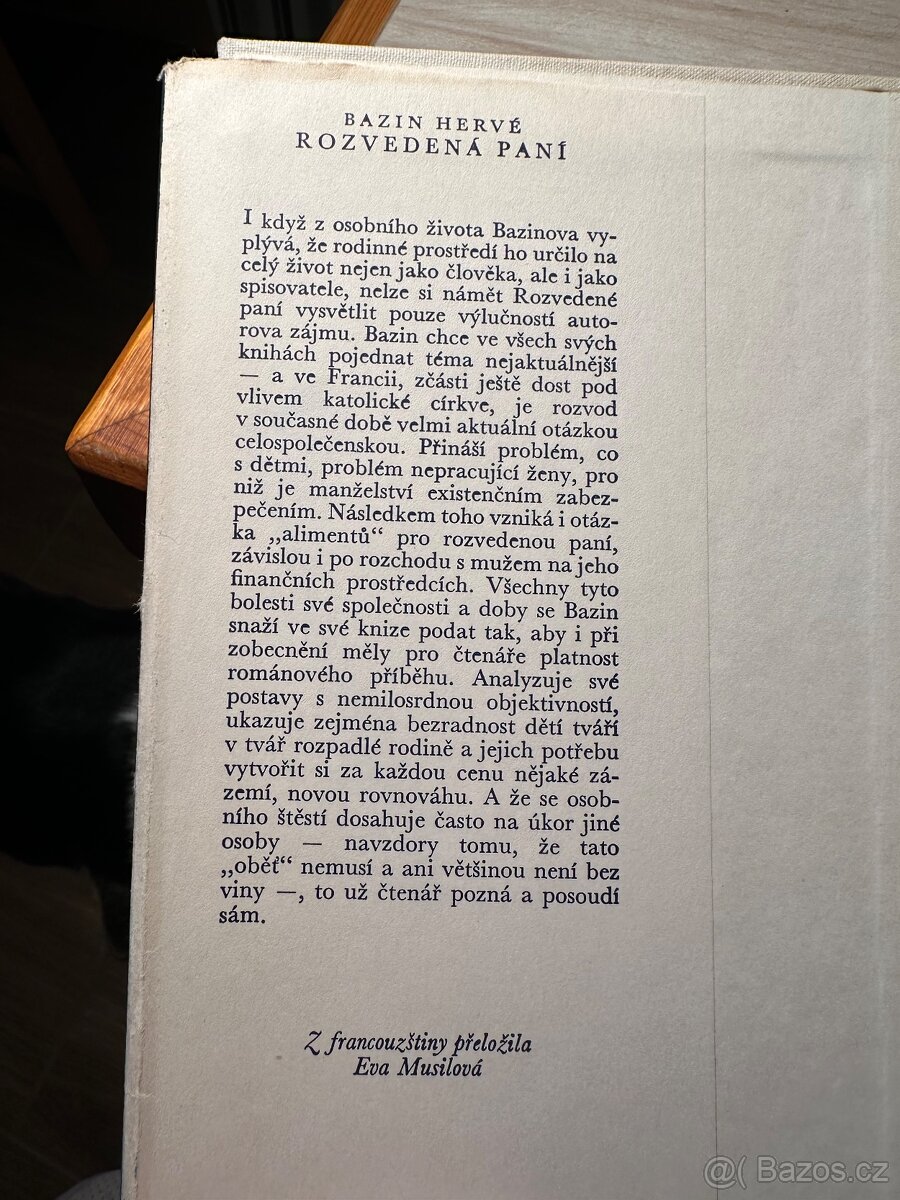 BAZIN HERVÉ
ROZVEDENÁ PANÍ
I když z osobního života Bazinova vy-
plývá, že rodinné prostředí ho určilo na
celý život nejen jako člověka, ale i jako
spisovatele, nelze si námět Rozvedené
paní vysvětlit pouze výlučností auto-
rova zájmu. Bazin chce ve všech svých
knihách pojednat téma nejaktuálnější
— a ve Francii, zčásti ještě dost pod
vlivem katolické církve, je rozvod
v současné době velmi aktuální otázkou
celospolečenskou. Přináší problém, co
s dětmi, problém nepracující ženy, pro
niž je manželství existenčním zabez-
pečením. Následkem toho vzniká i otáz-
ka „alimentů“ pro rozvedenou paní,
závislou i po rozchodu s mužem na jeho
finančních prostředcích. Všechny tyto
bolesti své společnosti a doby se Bazin
snaží ve své knize podat tak, aby i při
zobecnění měly pro čtenáře platnost
románového příběhu. Analyzuje své
postavy s nemilosrdnou objektivností,
ukazuje zejména bezradnost dětí tváří
v tvář rozpadlé rodině a jejich potřebu
vytvořit si za každou cenu nějaké zá-
zemí, novou rovnováhu. A že se osob-
ního štěstí dosahuje často na úkor jiné
osoby — navzdory tomu, že tato
„oběť“ nemusí a ani většinou není bez
viny —, to už čtenář pozná a posoudí
sám.
Z francouzštiny přeložila
Eva Musilová
@( Bazos.cz